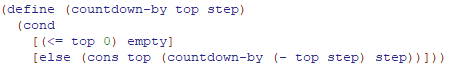 (define (countdown-by top step)
  (cond
    [(<= top 0) empty]
    [else (cons top (countdown-by (- top step) step))]))